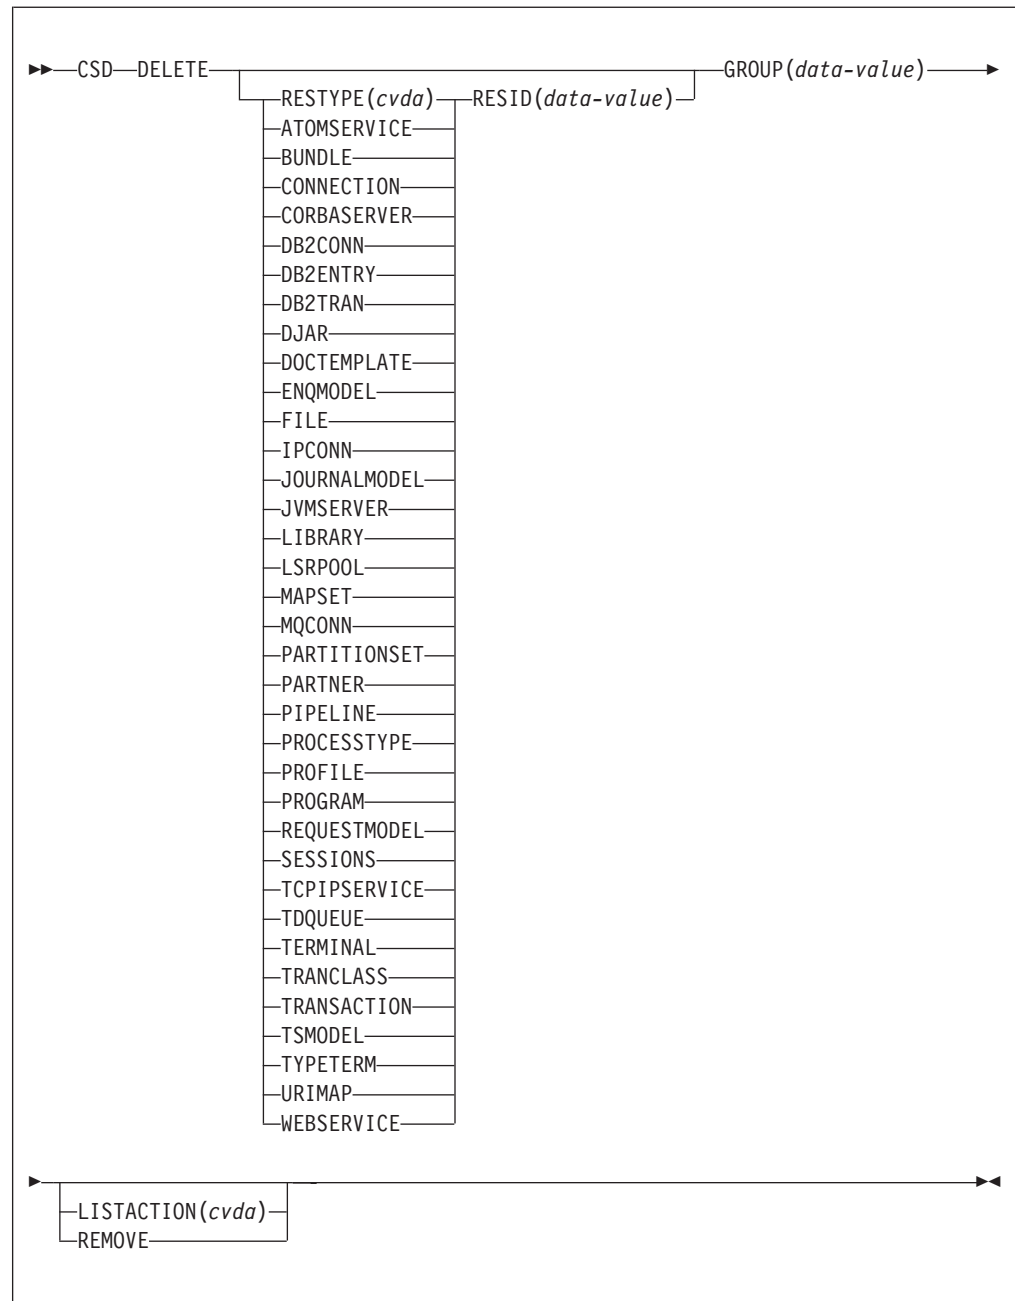 CSD DELETE GROUP(data-value)
RESTYPE(cvda) RESID(data-value)
ATOMSERVICE
BUNDLE
CONNECTION
CORBASERVER
DB2CONN
DB2ENTRY
DB2TRAN
DJAR
DOCTEMPLATE
ENQMODEL
FILE
IPCONN
JOURNALMODEL
JVMSERVER
LIBRARY
LSRPOOL
MAPSET
MQCONN
PARTITIONSET
PARTNER
PIPELINE
PROCESSTYPE
PROFILE
PROGRAM
REQUESTMODEL
SESSIONS
TCPIPSERVICE
TDQUEUE
TERMINAL
TRANCLASS
TRANSACTION
TSMODEL
TYPETERM
URIMAP
WEBSERVICE
LISTACTION(cvda)
REMOVE